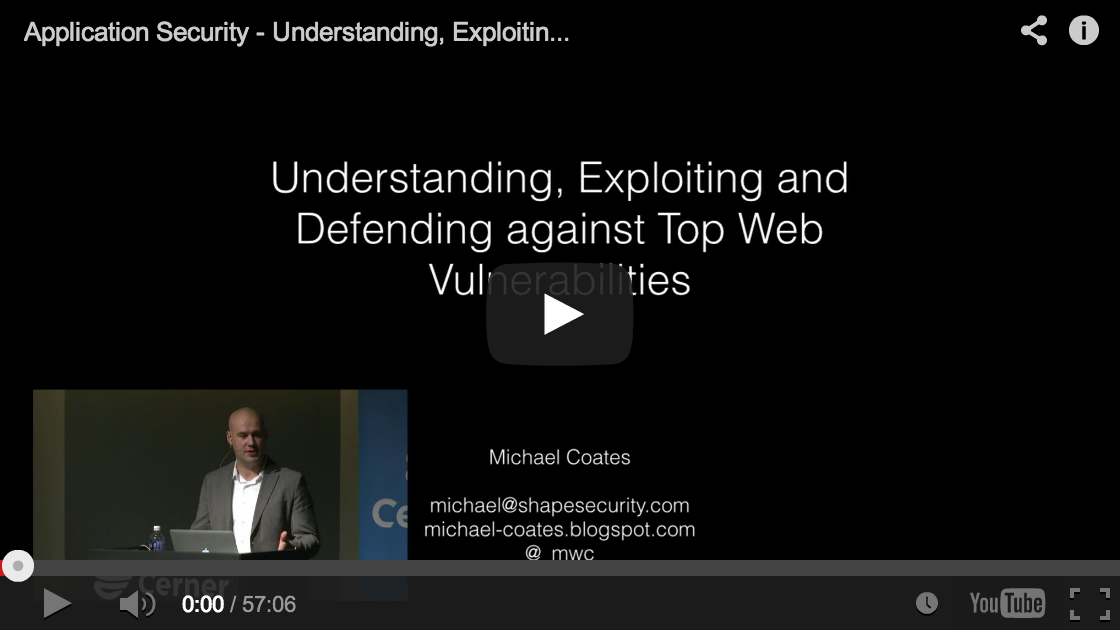 Application Security - Understanding, Exploitin...
Understanding, Exploiting and
Defending against Top Web
Vulnerabilities
Michael Coates
michael@shapesecurity.com
michael-coates.blogspot.com
@_mwc
Ce
Cerner
0:00 / 57:06
YouTube